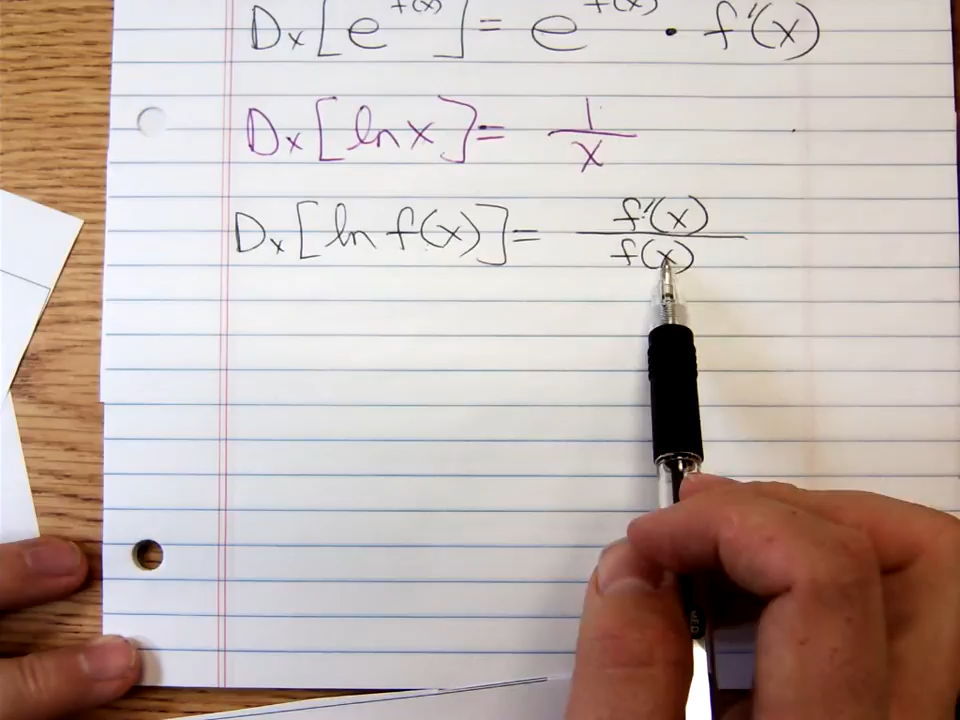 Dx[e^f(x)] = e^f(x) · f'(x)
Dx[ln x] = 1/x
Dx[ln f(x)] = f'(x)/f(x)